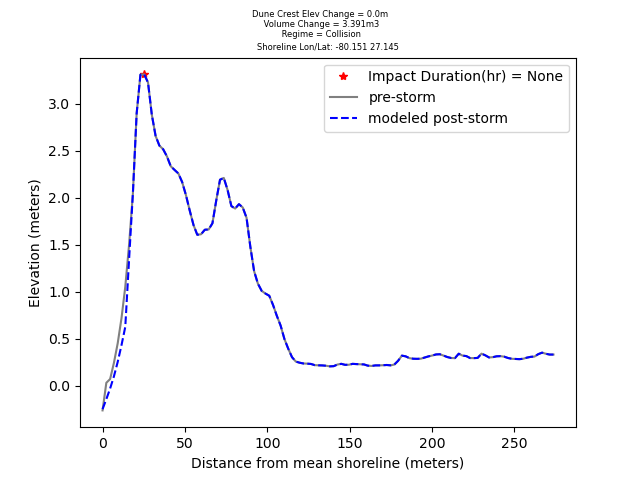 Dune Crest Elev Change = 0.0m
Volume Change = 3.391m3
Regime = Collision
Shoreline Lon/Lat: -80.151 27.145
Impact Duration(hr) = None
pre-storm
modeled post-storm
Elevation (meters)
3.0
2.5
2.0
1.5
1.0
0.5
0.0
0 50 100 150 200 250
Distance from mean shoreline (meters)